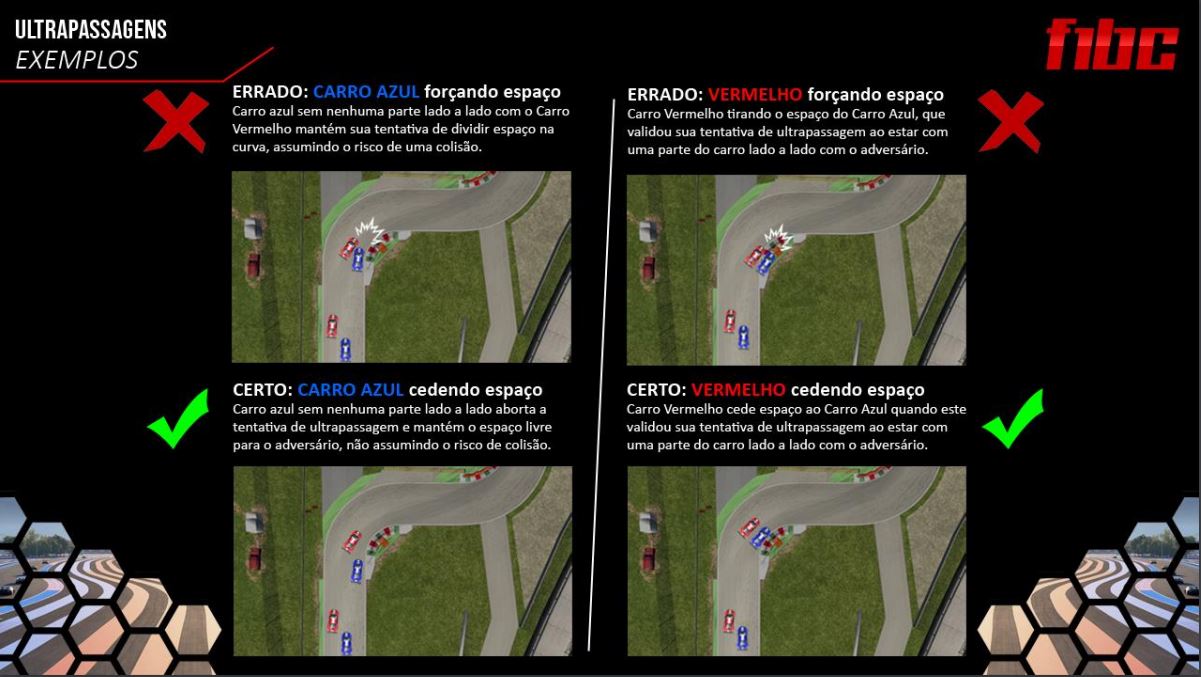 ULTRAPASSAGENS
EXEMPLOS
f1bc
ERRADO: CARRO AZUL forçando espaço
Carro azul sem nenhuma parte lado a lado com o Carro
Vermelho mantém sua tentativa de dividir espaço na
curva, assumindo o risco de uma colisão.
ERRADO: VERMELHO forçando espaço
Carro Vermelho tirando o espaço do Carro Azul, que
validou sua tentativa de ultrapassagem ao estar com
uma parte do carro lado a lado com o adversário.
CERTO: CARRO AZUL cedendo espaço
Carro azul sem nenhuma parte lado a lado aborta a
tentativa de ultrapassagem e mantém o espaço livre
para o adversário, não assumindo o risco de colisão.
CERTO: VERMELHO cedendo espaço
Carro Vermelho cede espaço ao Carro Azul quando este
validou sua tentativa de ultrapassagem ao estar com
uma parte do carro lado a lado com o adversário.